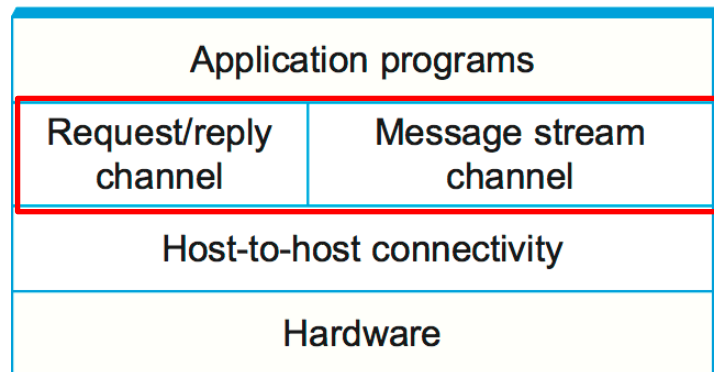 Application programs
Request/reply
channel
Message stream
channel
Host-to-host connectivity
Hardware